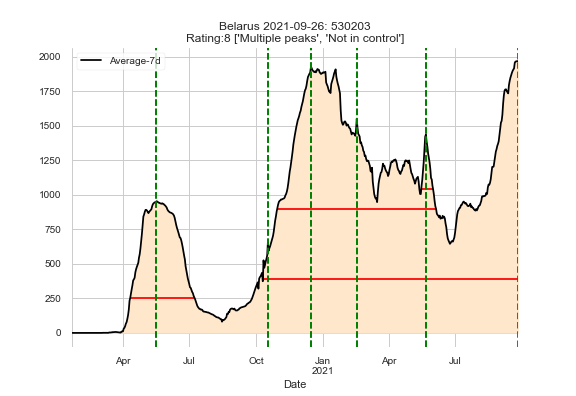 Belarus 2021-09-26: 530203
Rating:8 ['Multiple peaks', 'Not in control']
Average-7d
2000
1750
1500
1250
1000
750
500
250
0
Apr Jul Oct Jan Apr Jul
2021
Date